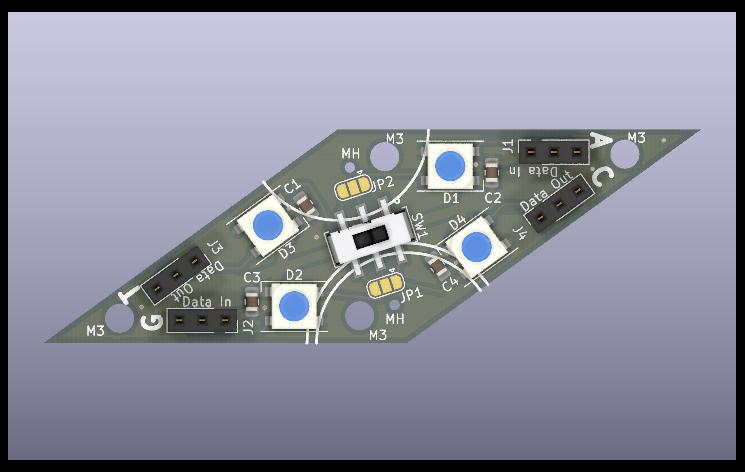 M3
A
M3
J1
MH
Data In
C
JP2
C1
D1
C2
Data Out
SW1
D4
J4
D3
J3
Data Out
C3
D2
C4
T
Data In
JP1
M3
G
J2
MH
M3